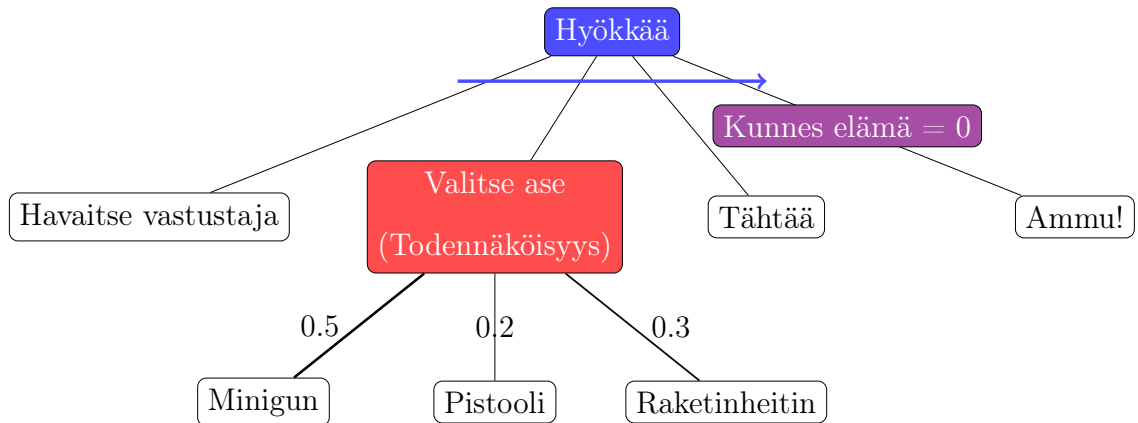 Hyökkää
Kunnes elämä = 0
Havaitse vastustaja
Valitse ase
(Todennäköisyys)
Tähtää
Ammu!
0.5
0.2
0.3
Minigun
Pistooli
Raketinheitin